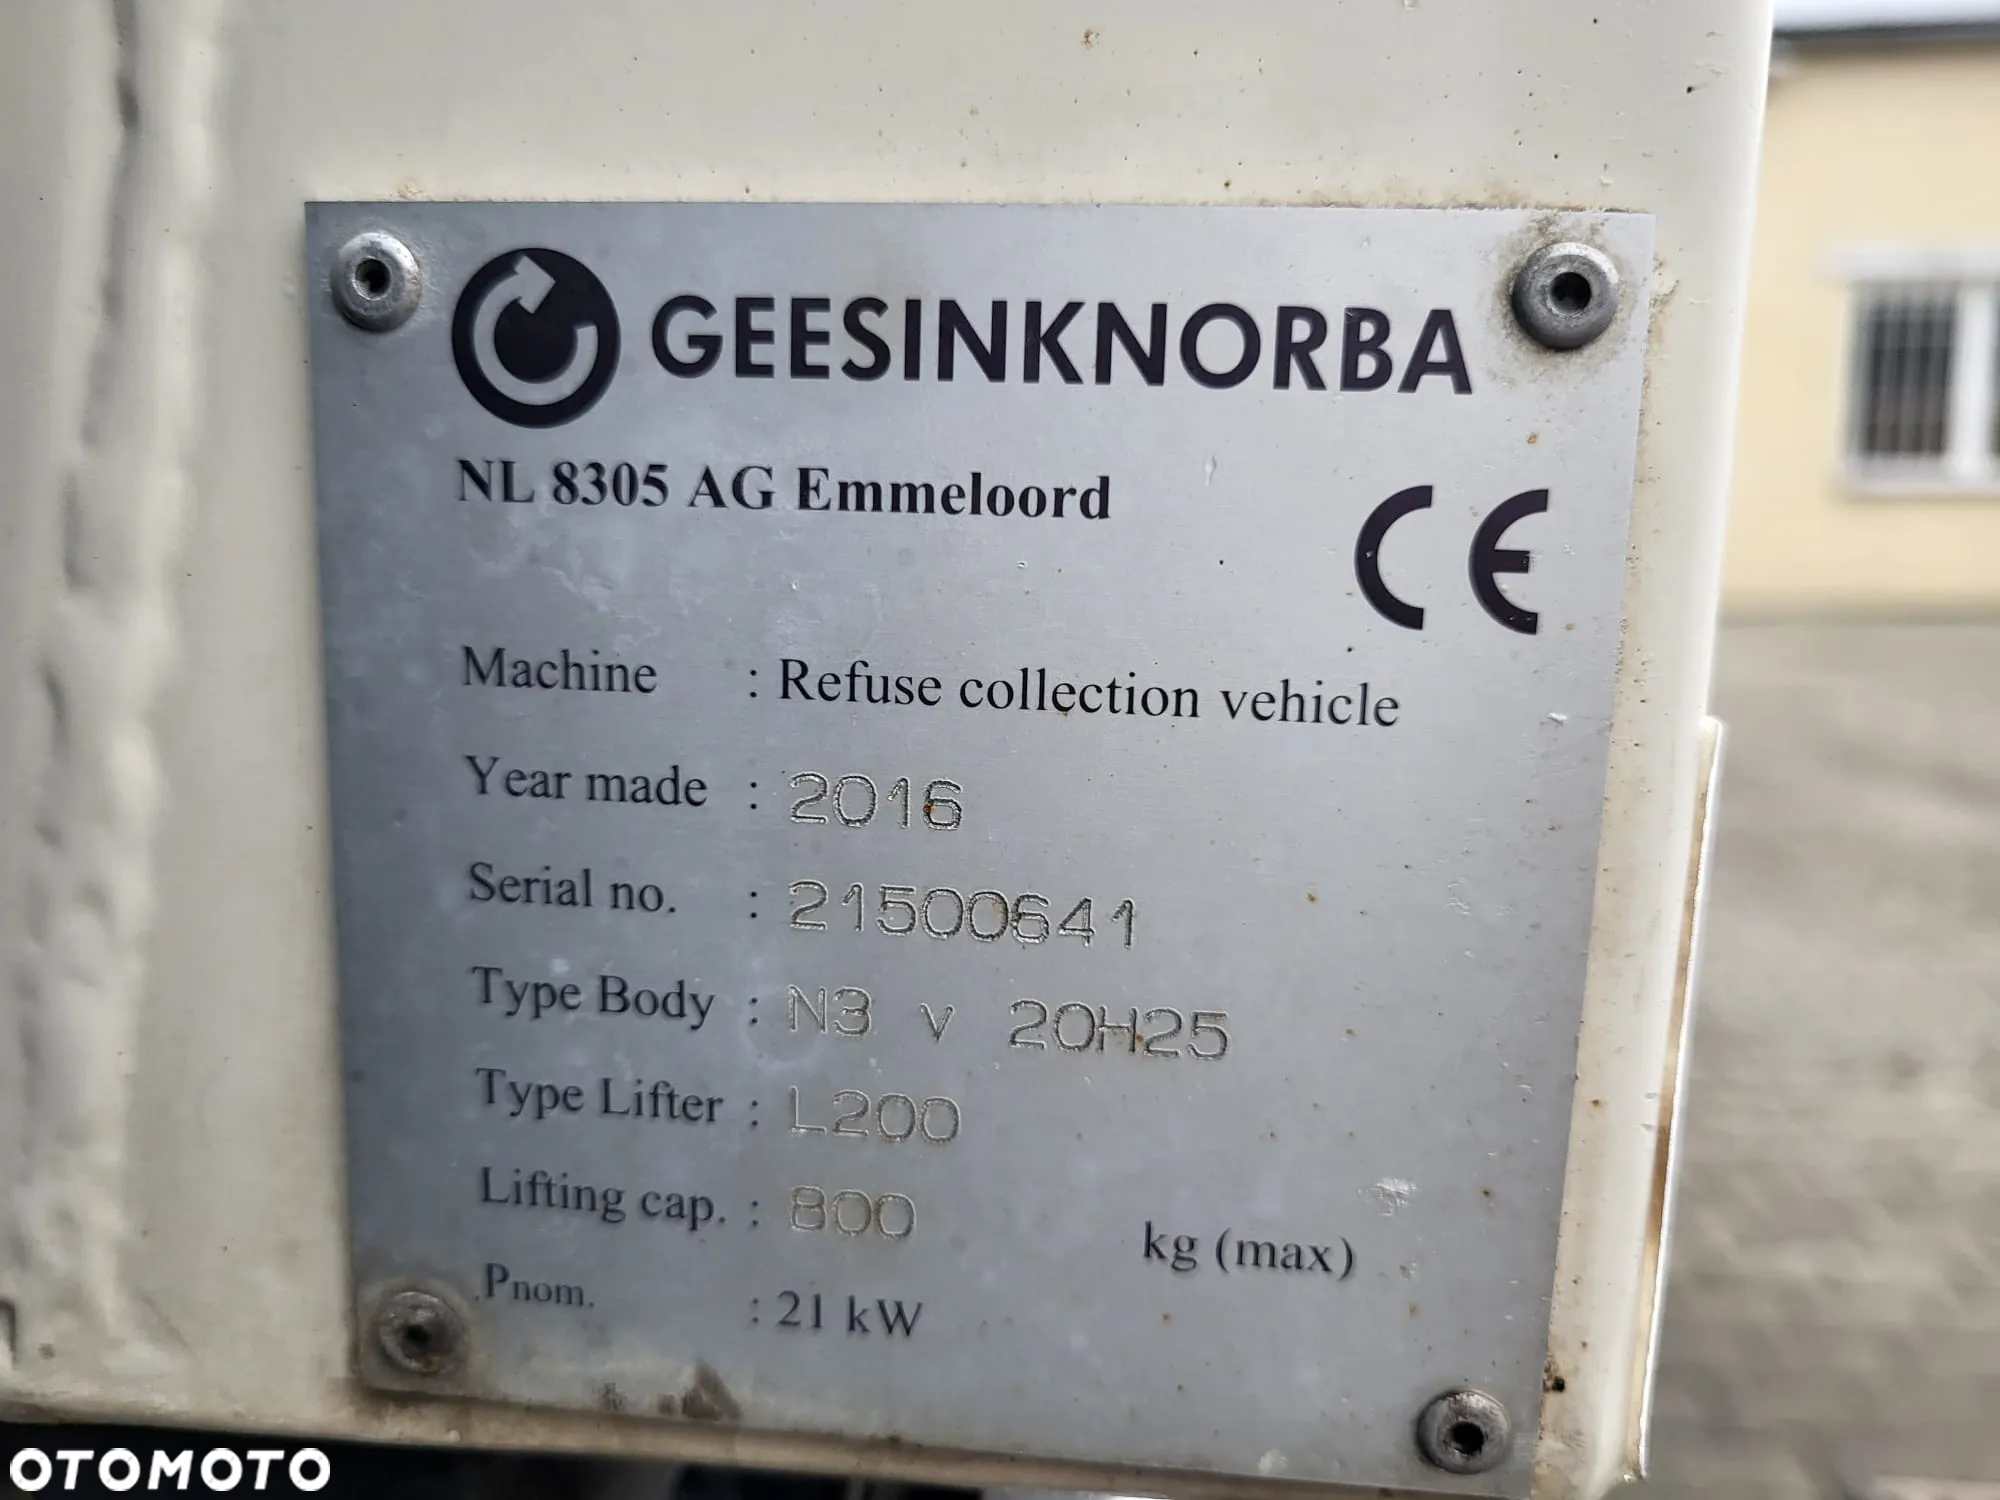 GEESINKNORBA
NL 8305 AG Emmeloord
CE
Machine : Refuse collection vehicle
Year made : 2016
Serial no. : 21500641
Type Body : N3 v 20H25
Type Lifter : L200
Lifting cap. : 800 kg (max)
Pnom. : 21 kW
OTOMOTO